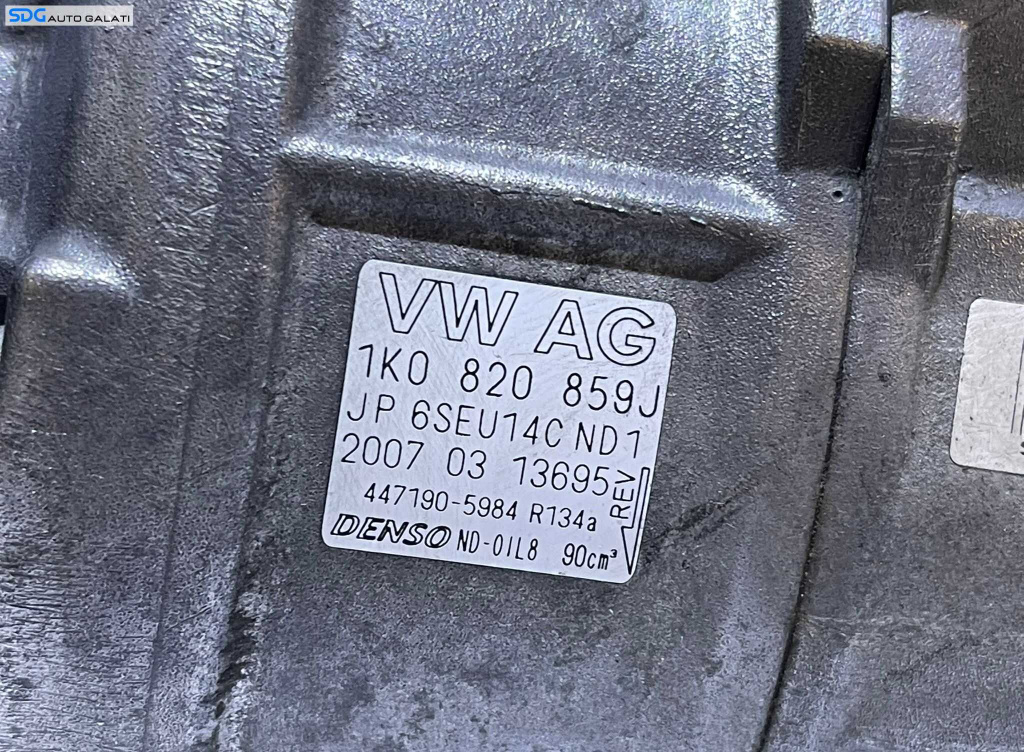 SDG AUTO GALATI
VW AG
1K0 820 859J
JP 6SEU14C ND1
2007 03 13695
447190-5984 R134a
REV
DENSO ND-OIL8 90cm³